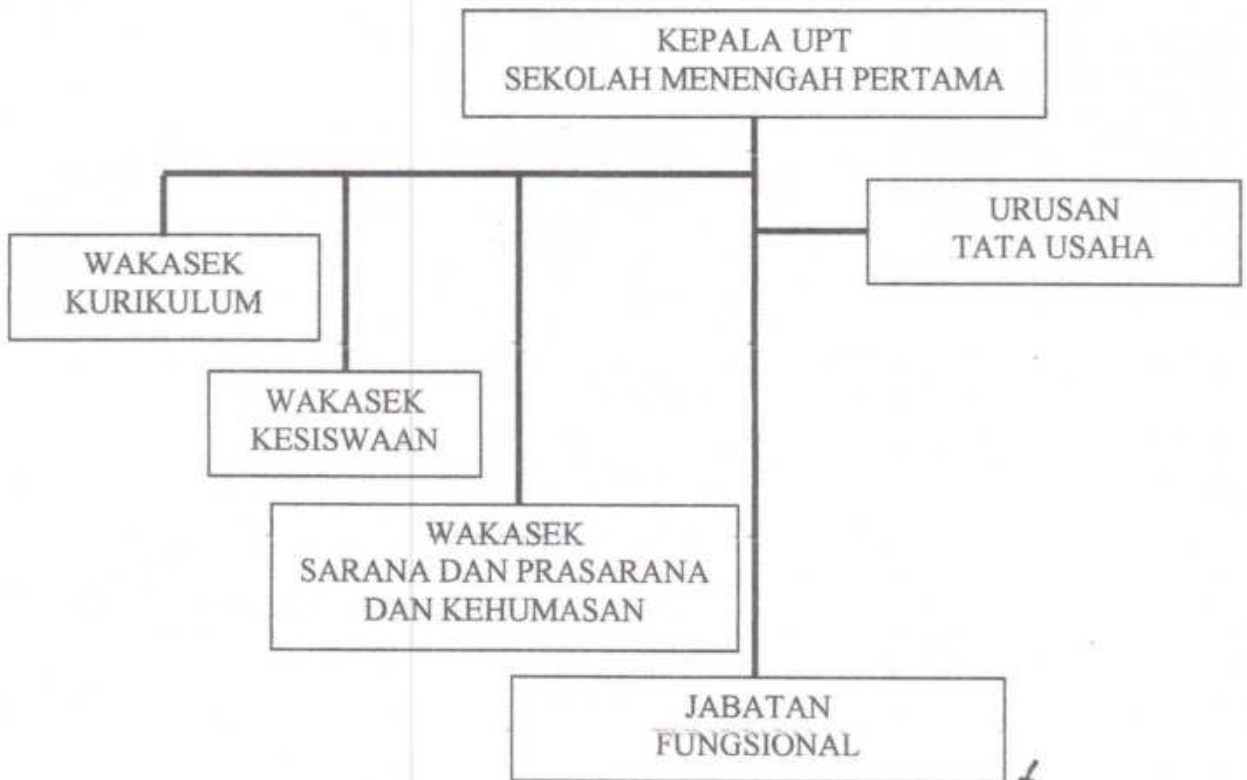 KEPALA UPT
SEKOLAH MENENGAH PERTAMA
URUSAN
TATA USAHA
WAKASEK
KURIKULUM
WAKASEK
KESISWAAN
WAKASEK
SARANA DAN PRASARANA
DAN KEHUMASAN
JABATAN
FUNGSIONAL